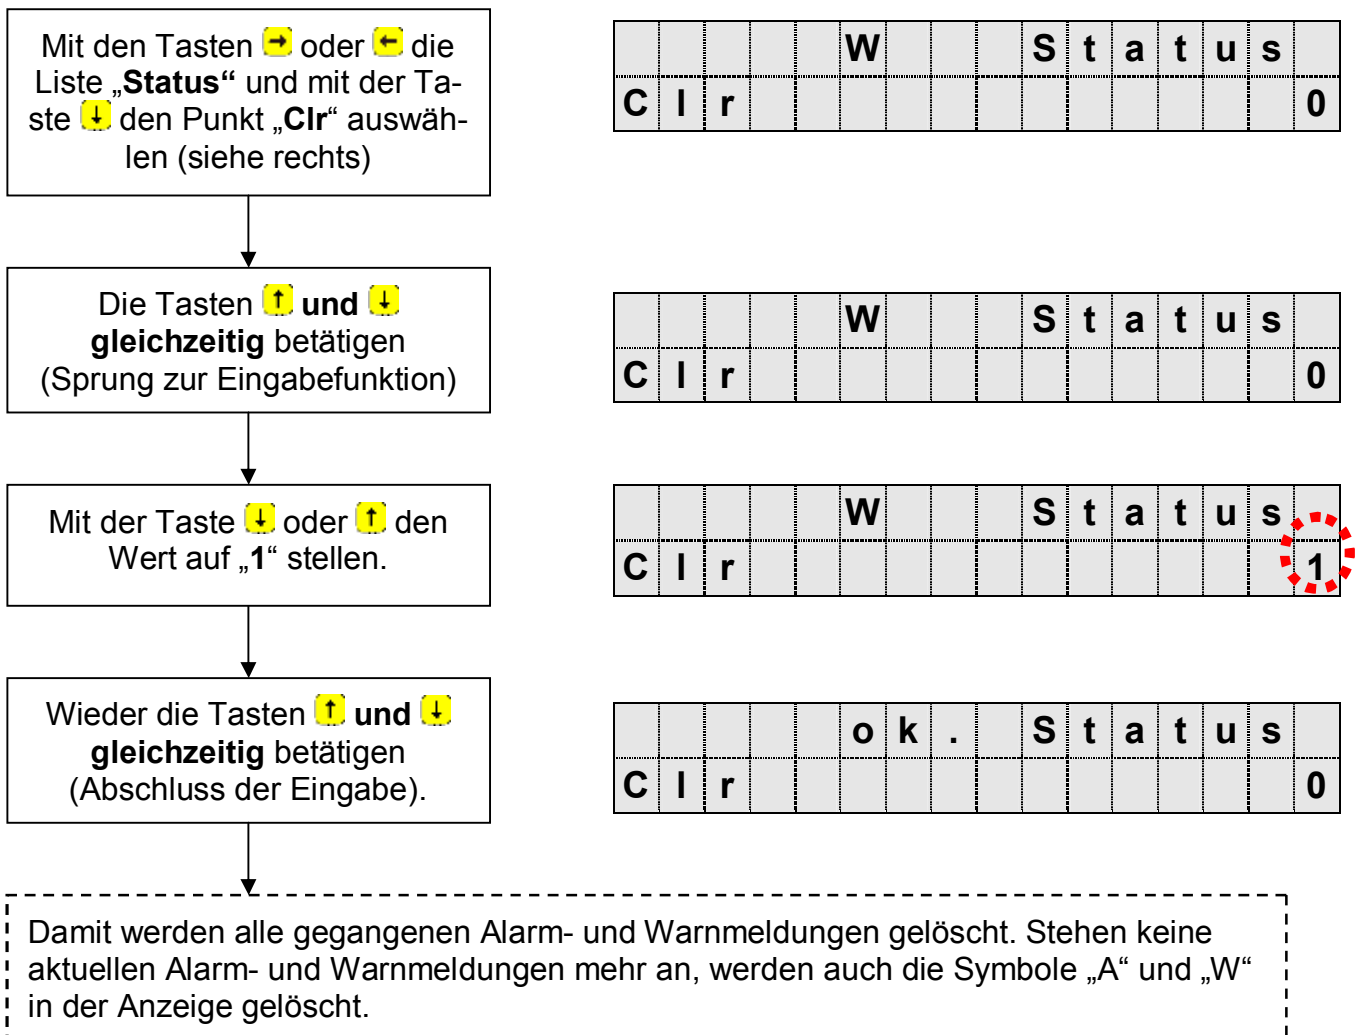 Mit den Tasten → oder ← die
Liste „Status“ und mit der Ta-
ste ↓ den Punkt „Clr“ auswäh-
len (siehe rechts)
W Status
Clr 0
Die Tasten ↑ und ↓
gleichzeitig betätigen
(Sprung zur Eingabefunktion)
W Status
Clr 0
Mit der Taste ↓ oder ↑ den
Wert auf „1“ stellen.
W Status
Clr 1
Wieder die Tasten ↑ und ↓
gleichzeitig betätigen
(Abschluss der Eingabe).
ok. Status
Clr 0
Damit werden alle gegangenen Alarm- und Warnmeldungen gelöscht. Stehen keine
aktuellen Alarm- und Warnmeldungen mehr an, werden auch die Symbole „A“ und „W“
in der Anzeige gelöscht.